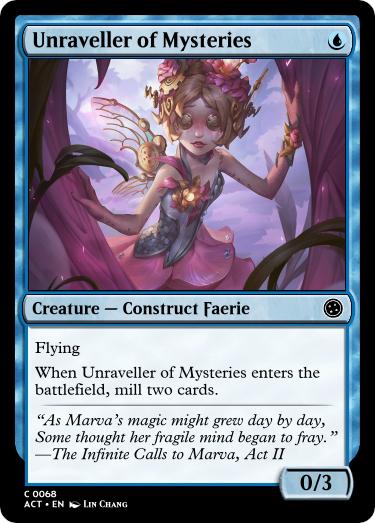 Unraveller of Mysteries
Creature — Construct Faerie
Flying
When Unraveller of Mysteries enters the
battlefield, mill two cards.
“As Marva’s magic might grew day by day,
Some thought her fragile mind began to fray.”
—The Infinite Calls to Marva, Act II
0/3
C 0068
ACT • EN Lin Chang